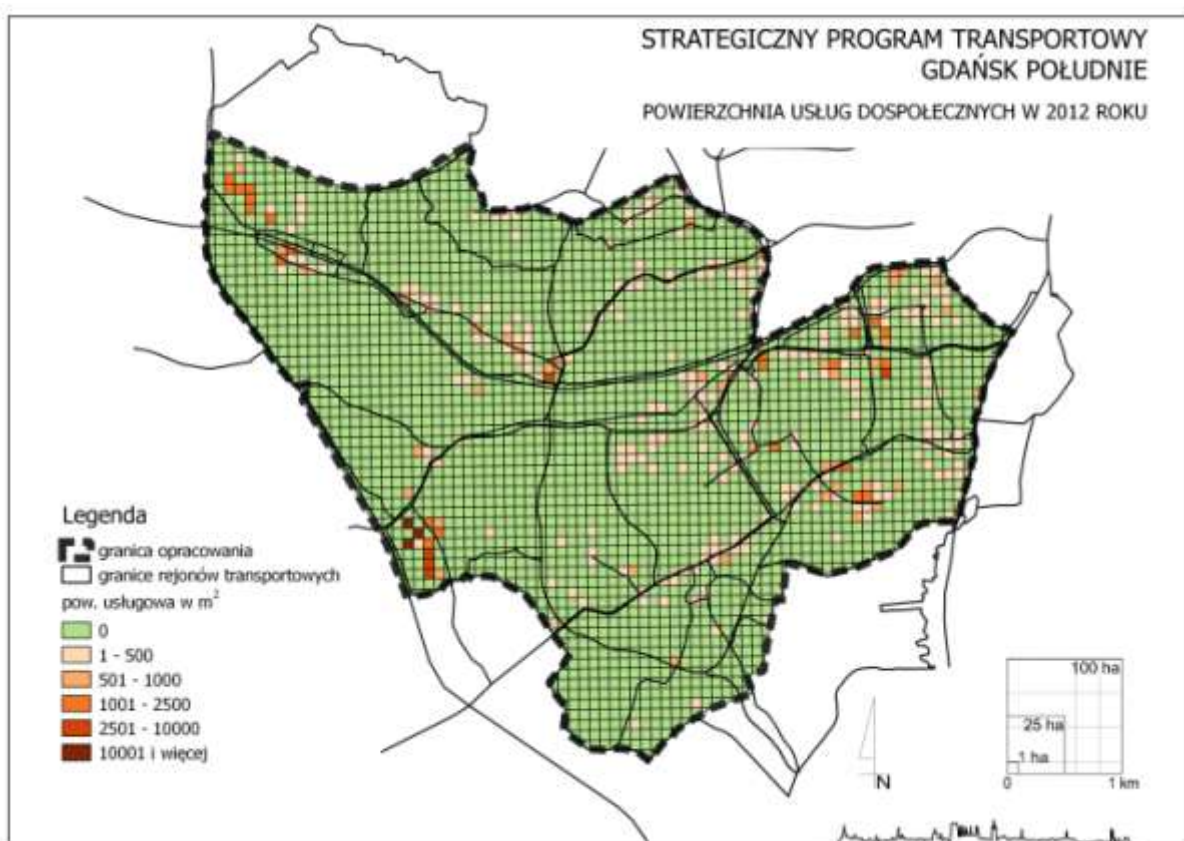 STRATEGICZNY PROGRAM TRANSPORTOWY
GDAŃSK POŁUDNIE
POWIERZCHNIA USŁUG DOSPOŁECZNYCH W 2012 ROKU
Legenda
granica opracowania
granice rejonów transportowych
pow. usługowa w m²
0
1 - 500
501 - 1000
1001 - 2500
2501 - 10000
10001 i więcej
100 ha
25 ha
1 ha
0 1 km
N